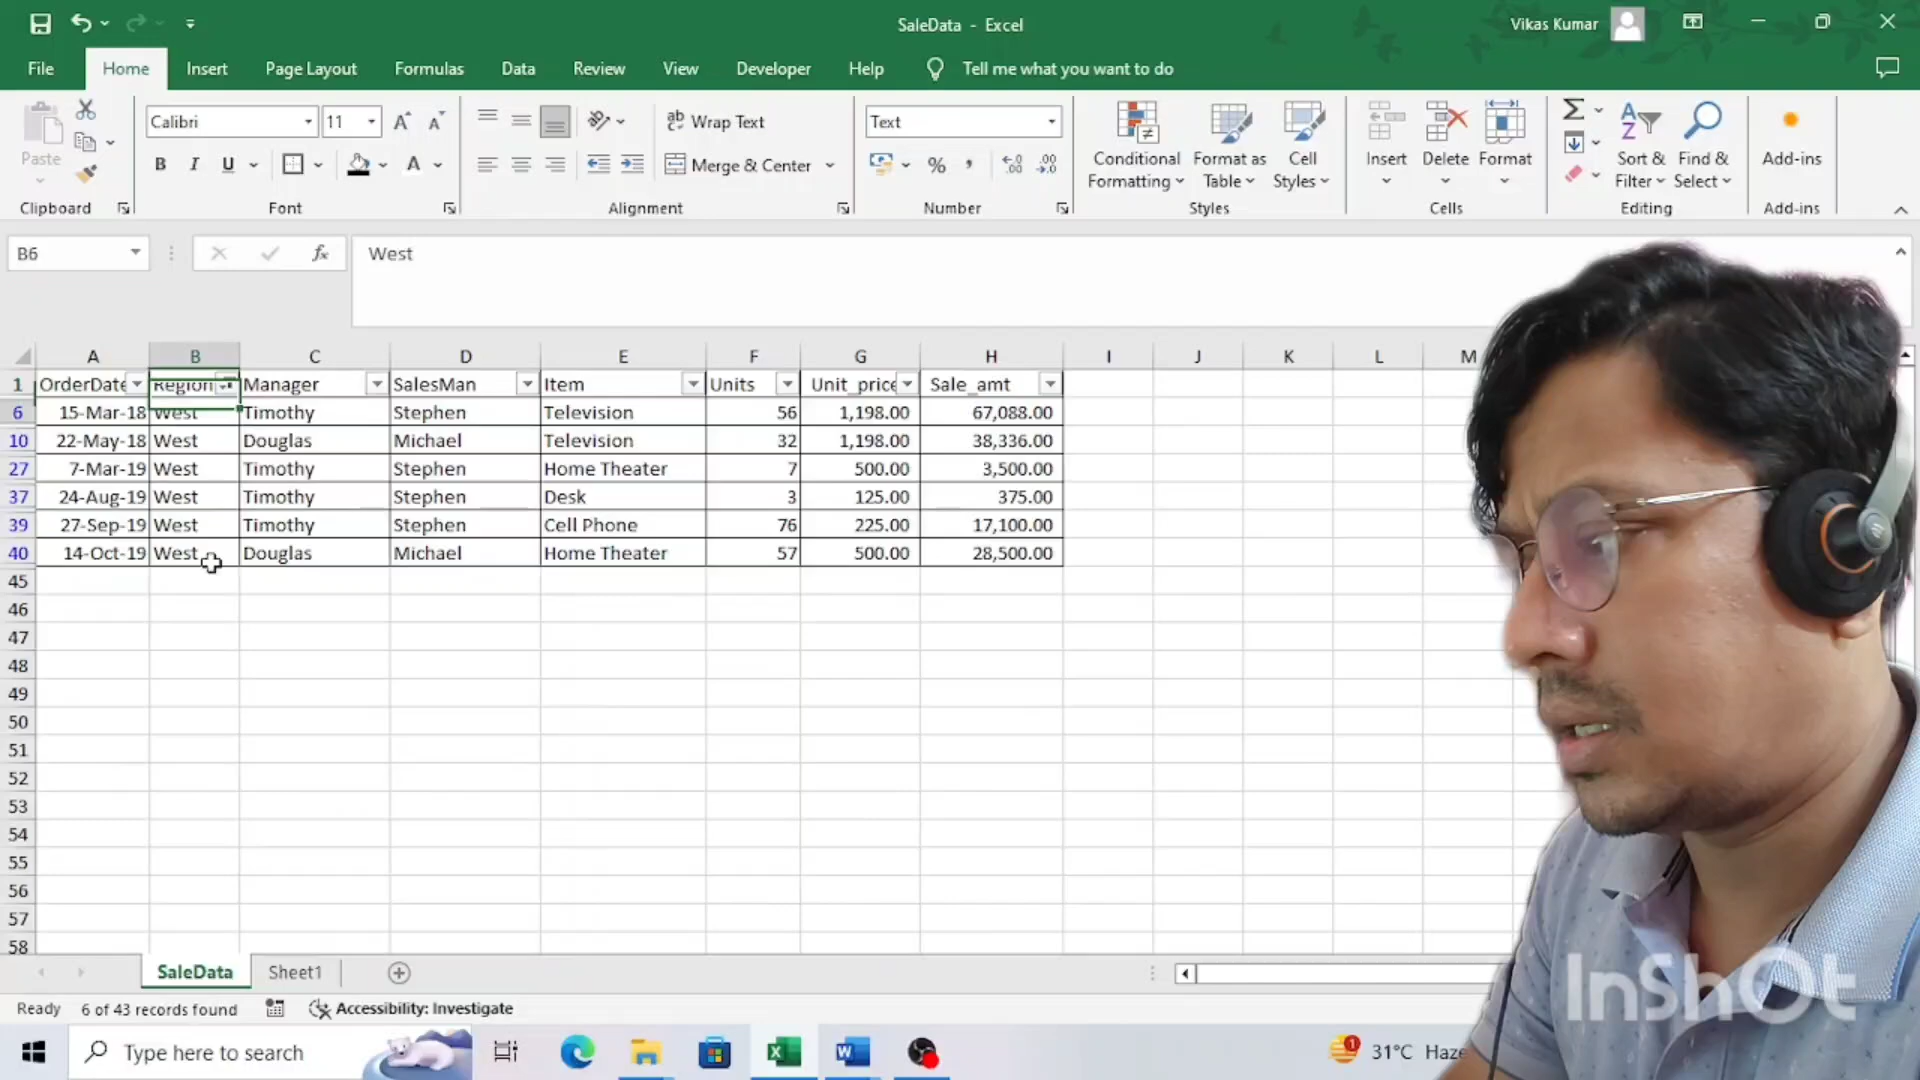 SaleData - Excel
Vikas Kumar
File Home Insert Page Layout Formulas Data Review View Developer Help Tell me what you want to do
Paste
Calibri 11
B I U A
Wrap Text
Merge & Center
Text
% ,
Conditional Formatting
Format as Table
Cell Styles
Insert Delete Format
Sort & Filter
Find & Select
Add-ins
Clipboard Font Alignment Number Styles Cells Editing Add-ins
B6 fx West
A B C D E F G H I J K L M
1 OrderDate Region Manager SalesMan Item Units Unit_price Sale_amt
6 15-Mar-18 West Timothy Stephen Television 56 1,198.00 67,088.00
10 22-May-18 West Douglas Michael Television 32 1,198.00 38,336.00
27 7-Mar-19 West Timothy Stephen Home Theater 7 500.00 3,500.00
37 24-Aug-19 West Timothy Stephen Desk 3 125.00 375.00
39 27-Sep-19 West Timothy Stephen Cell Phone 76 225.00 17,100.00
40 14-Oct-19 West Douglas Michael Home Theater 57 500.00 28,500.00
45
46
47
48
49
50
51
52
53
54
55
56
57
58
SaleData Sheet1
Ready 6 of 43 records found Accessibility: Investigate
InShOt
Type here to search
1 31°C Haze